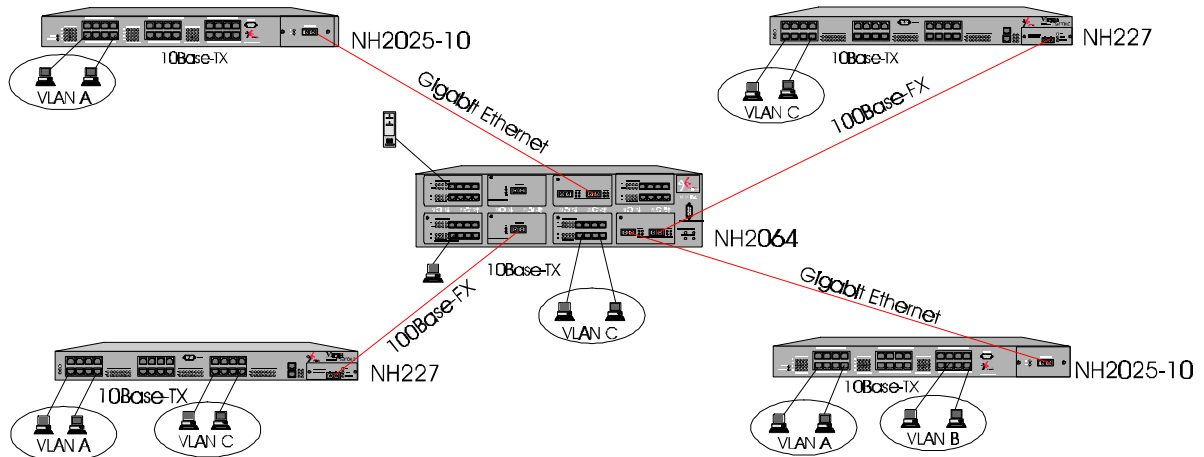 NH2025-10
10Base-TX
VLAN A
NH227
10Base-TX
VLAN C
Gigabit Ethernet
100Base-FX
NH2064
10Base-TX
VLAN C
100Base-FX
Gigabit Ethernet
NH227
10Base-TX
VLAN A
VLAN C
NH2025-10
10Base-TX
VLAN A
VLAN B